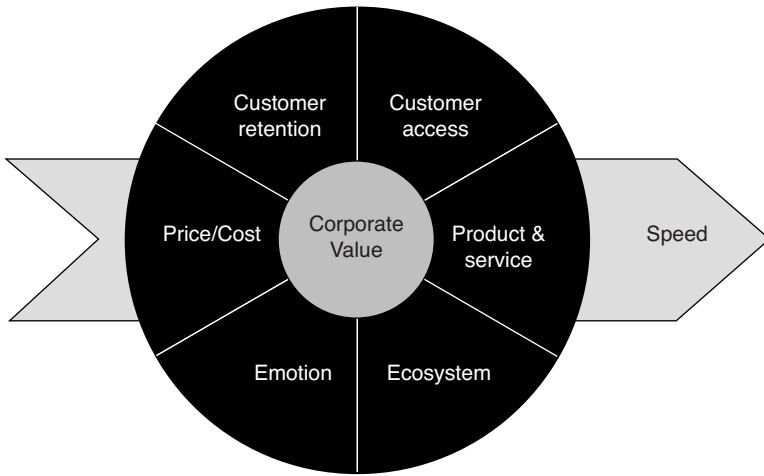 Customer
retention
Customer
access
Price/Cost
Corporate
Value
Product &
service
Speed
Emotion
Ecosystem